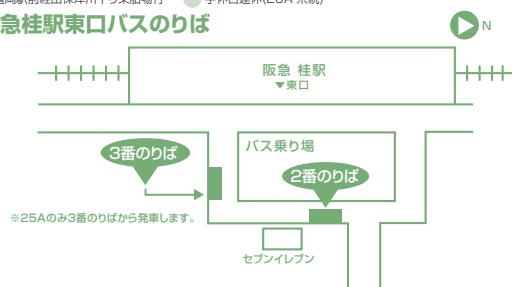 急桂駅東口バスのりば
N
阪急 桂駅
▼東口
バス乗り場
3番のりば
2番のりば
※25Aのみ3番のりばから発車します。
セブンイレブン